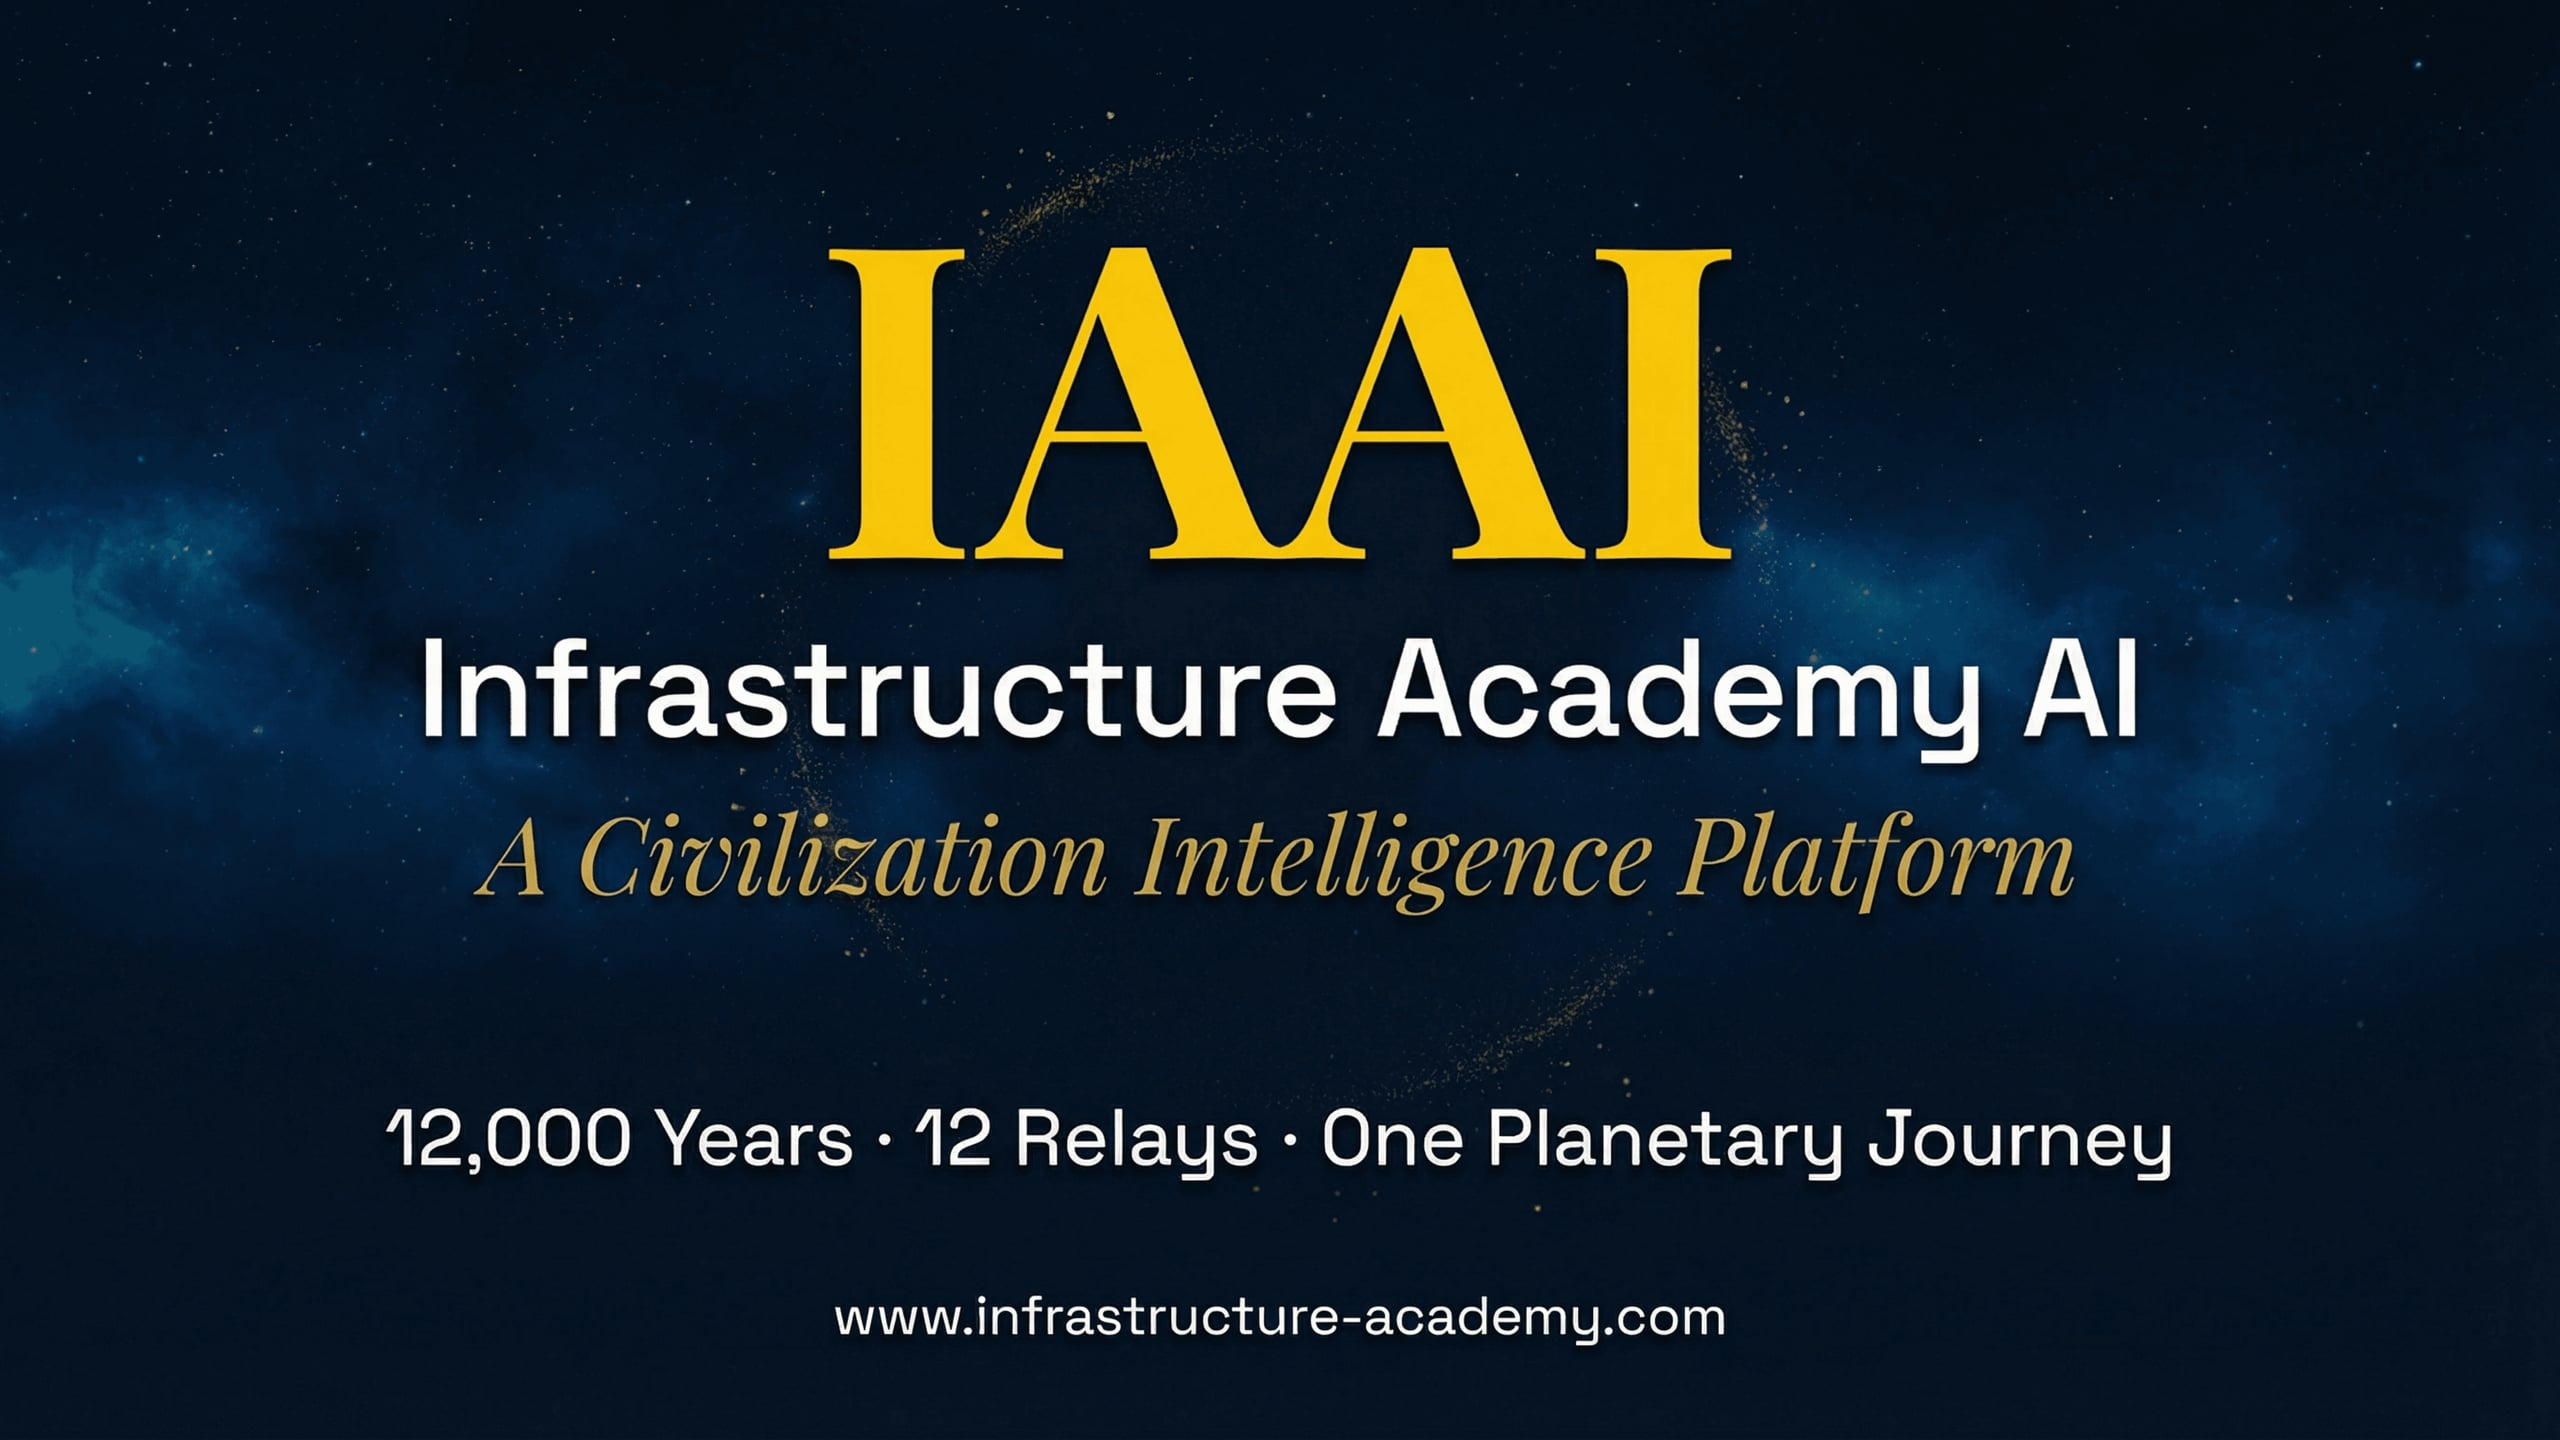 IAAI
Infrastructure Academy AI
A Civilization Intelligence Platform
12,000 Years · 12 Relays · One Planetary Journey
www.infrastructure-academy.com